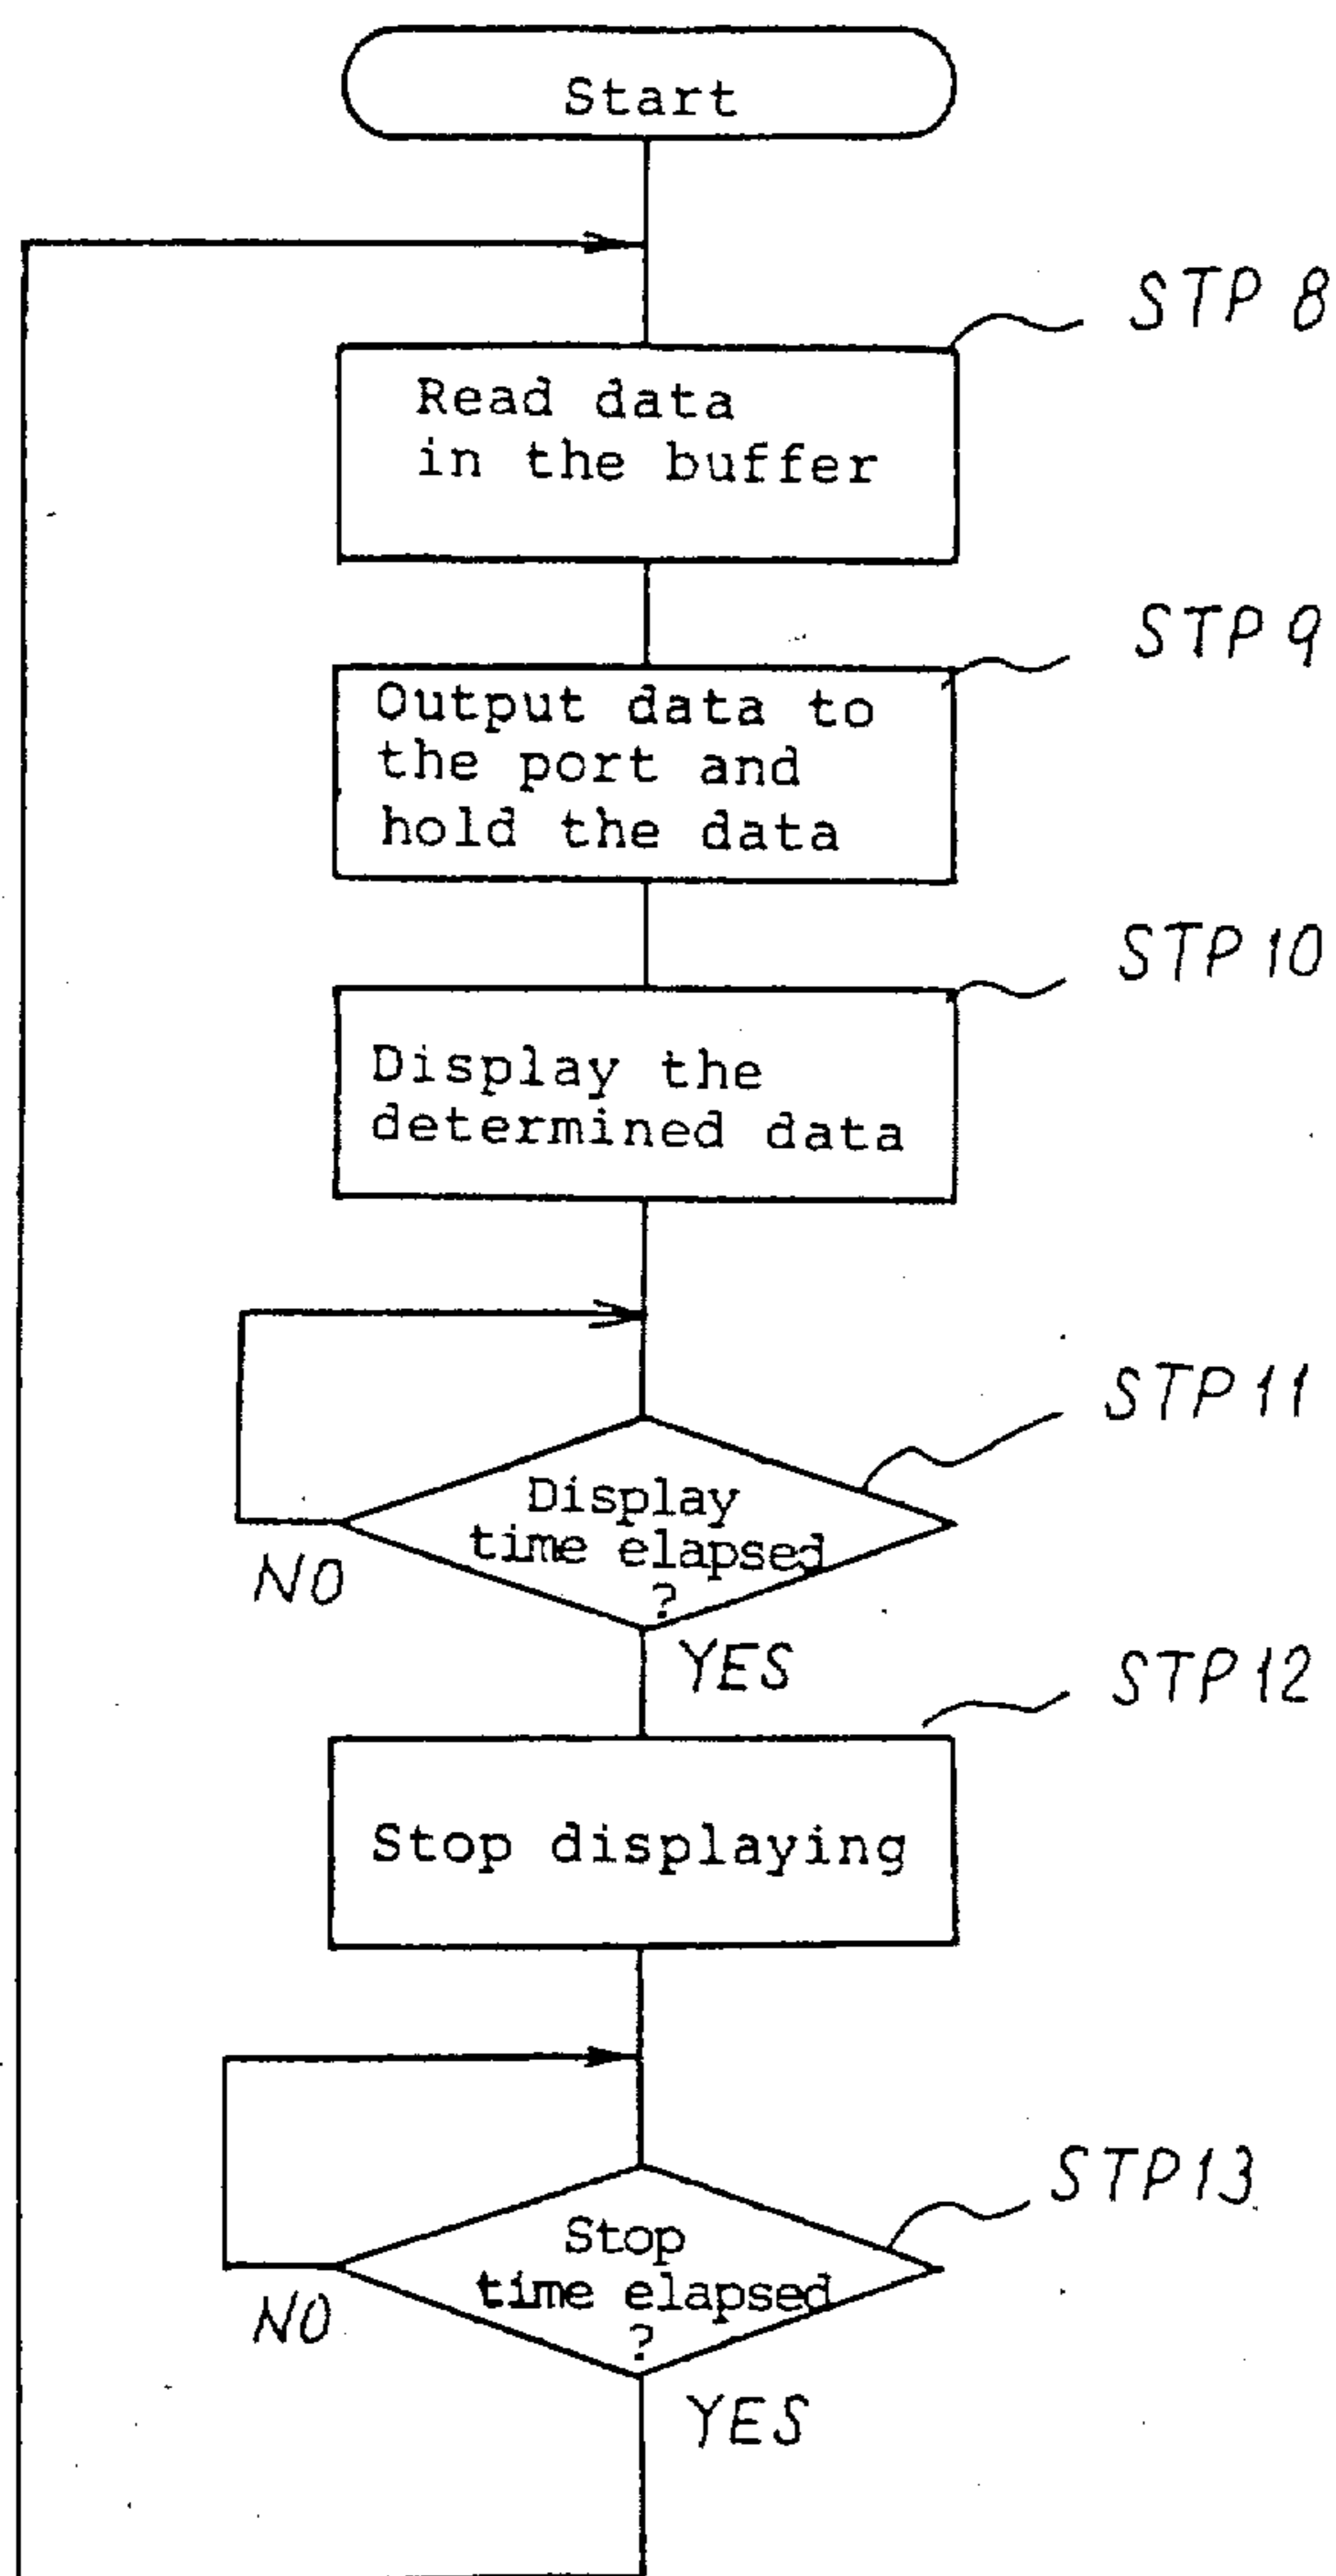 Start
STP 8
Read data
in the buffer
STP 9
Output data to
the port and
hold the data
STP 10
Display the
determined data
STP 11
Display
time elapsed
?
NO
YES
STP 12
Stop displaying
STP 13
Stop
time elapsed
?
NO
YES